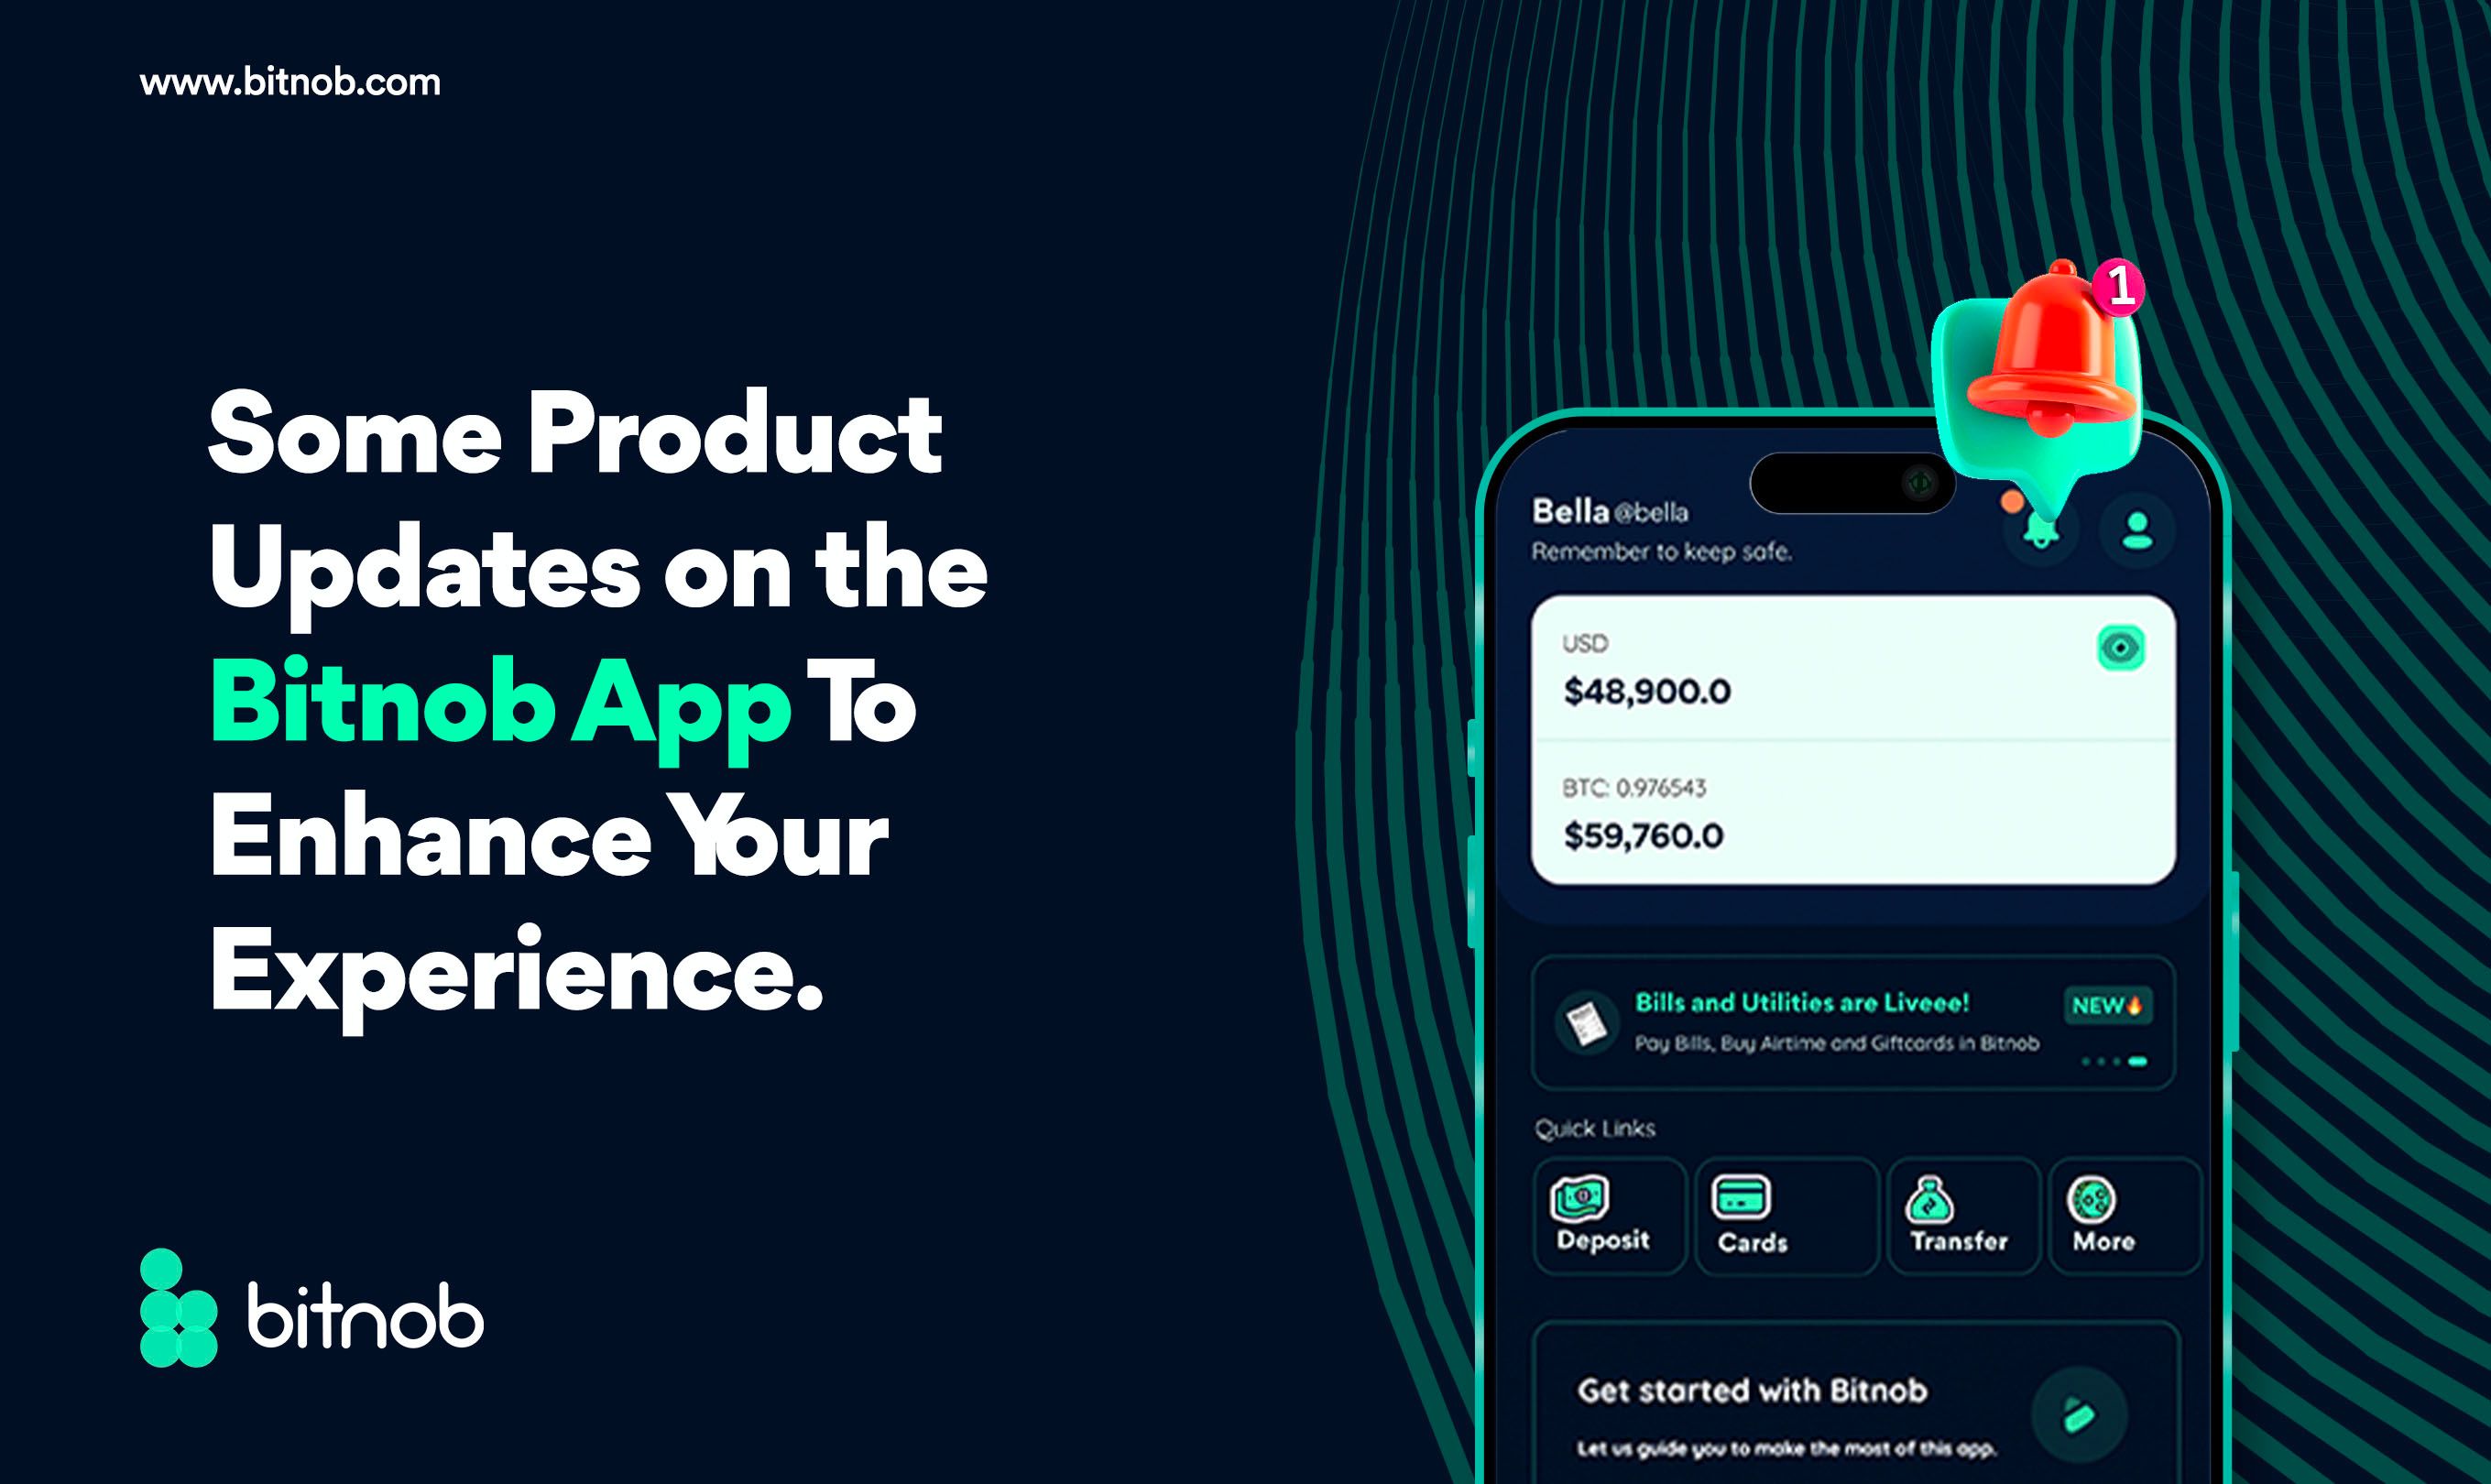 www.bitnob.com
Some Product
Updates on the
Bitnob App To
Enhance Your
Experience.
bitnob
1
Bella @bella
Remember to keep safe.
USD
$48,900.0
BTC: 0.976543
$59,760.0
Bills and Utilities are Liveee!
NEW🔥
Pay Bills, Buy Airtime and Giftcards in Bitnob
Quick Links
Deposit
Cards
Transfer
More
Get started with Bitnob
Let us guide you to make the most of this app.